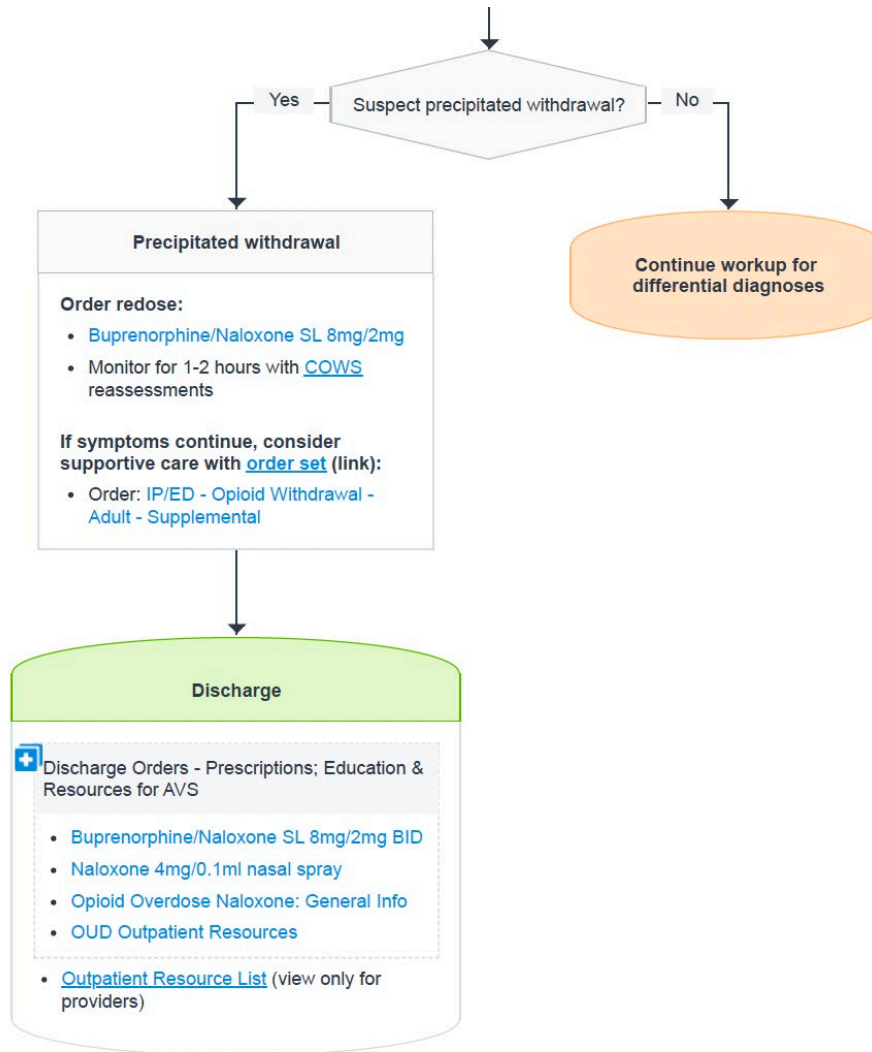 Suspect precipitated withdrawal?
Yes
No
Precipitated withdrawal
Order redose:
• Buprenorphine/Naloxone SL 8mg/2mg
• Monitor for 1-2 hours with COWS
reassessments
If symptoms continue, consider
supportive care with order set (link):
• Order: IP/ED - Opioid Withdrawal -
Adult - Supplemental
Continue workup for
differential diagnoses
Discharge
Discharge Orders - Prescriptions; Education &
Resources for AVS
• Buprenorphine/Naloxone SL 8mg/2mg BID
• Naloxone 4mg/0.1ml nasal spray
• Opioid Overdose Naloxone: General Info
• OUD Outpatient Resources
• Outpatient Resource List (view only for
providers)